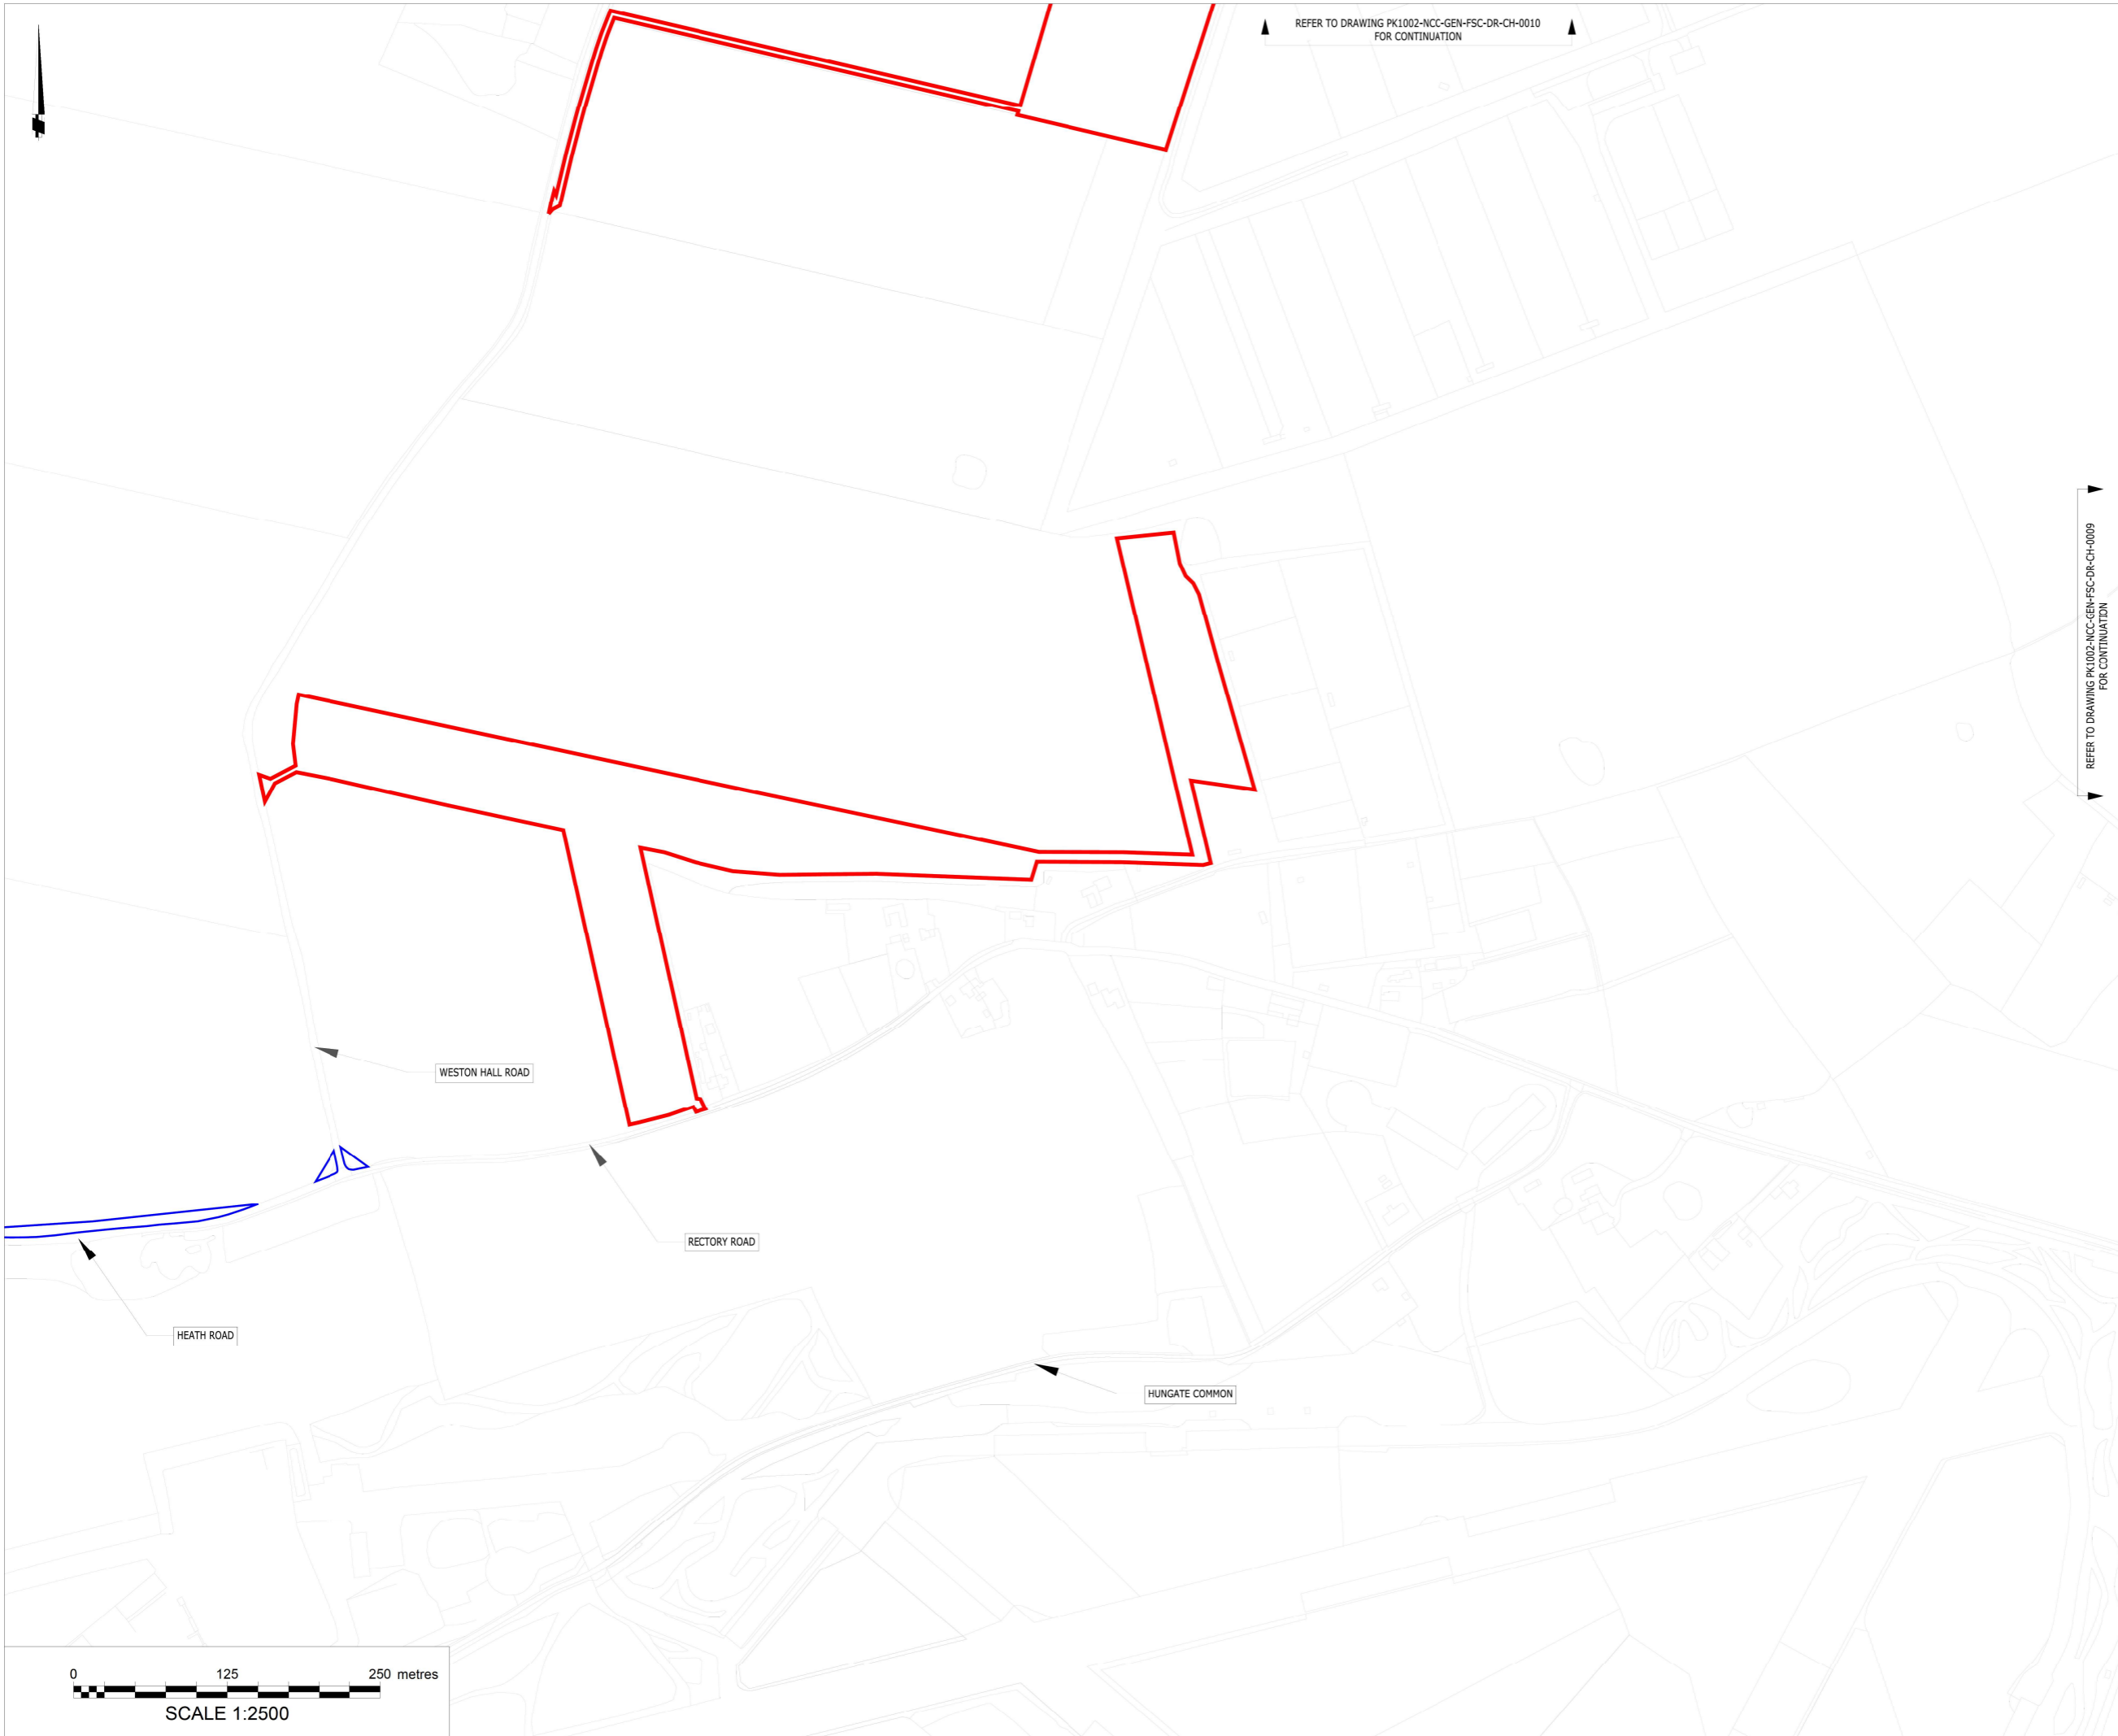 REFER TO DRAWING PK1002-NCC-GEN-FSC-DR-CH-0010
FOR CONTINUATION
REFER TO DRAWING PK1002-NCC-GEN-FSC-DR-CH-0009
FOR CONTINUATION
WESTON HALL ROAD
RECTORY ROAD
HEATH ROAD
HUNGATE COMMON
0 125 250 metres
SCALE 1:2500